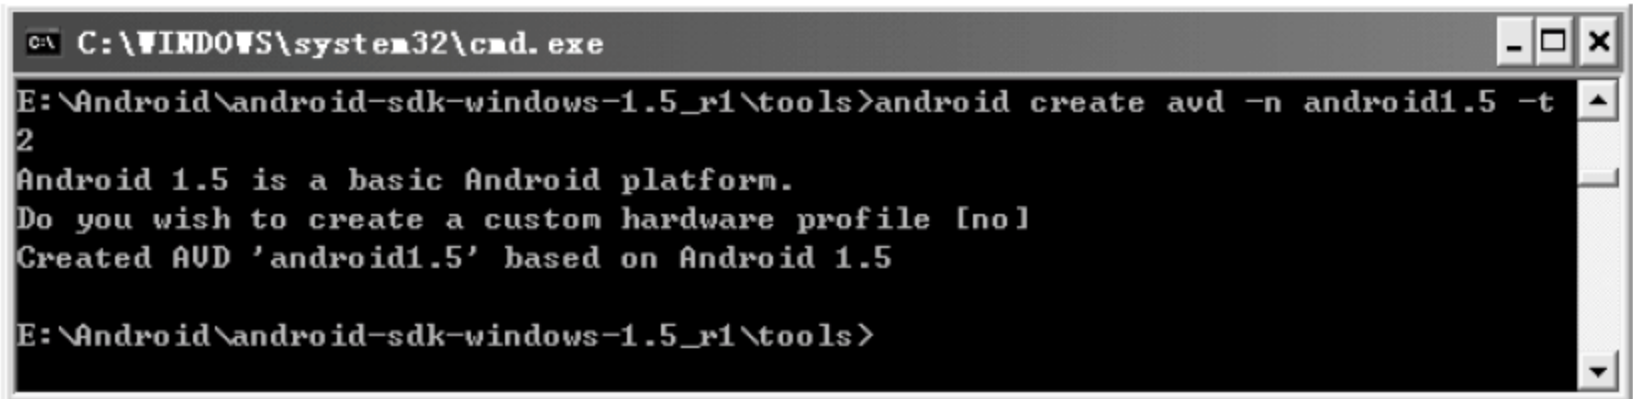 C:\WINDOWS\system32\cmd.exe
E:\Android\android-sdk-windows-1.5_r1\tools>android create avd -n android1.5 -t
2
Android 1.5 is a basic Android platform.
Do you wish to create a custom hardware profile [no]
Created AVD 'android1.5' based on Android 1.5
E:\Android\android-sdk-windows-1.5_r1\tools>